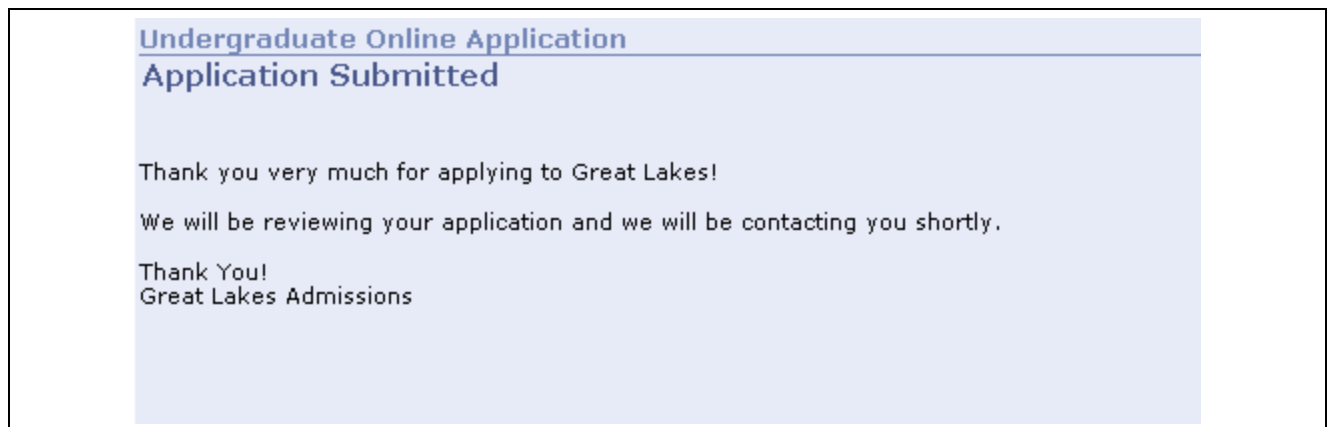 Undergraduate Online Application
Application Submitted
Thank you very much for applying to Great Lakes!
We will be reviewing your application and we will be contacting you shortly.
Thank You!
Great Lakes Admissions